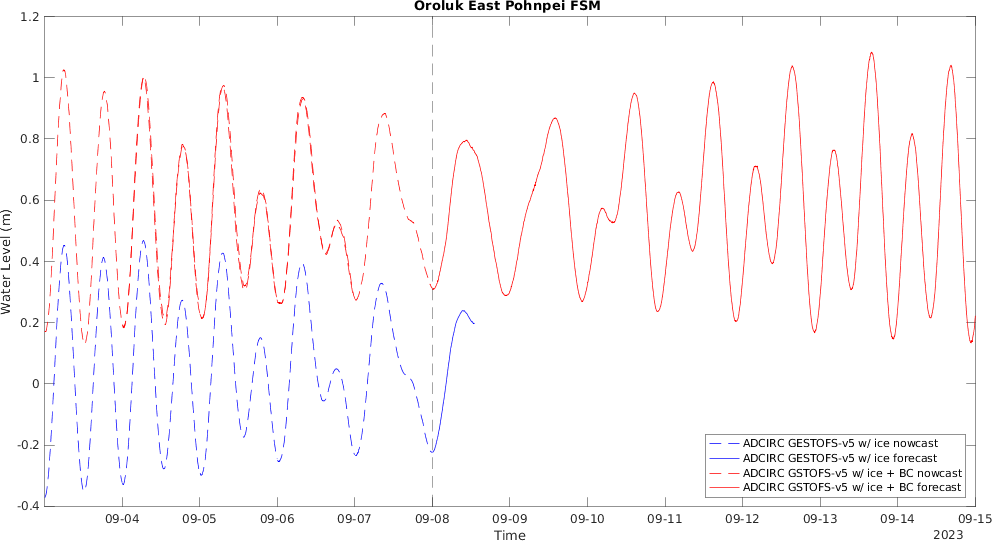 Oroluk East Pohnpei FSM
1.2
1
0.8
0.6
0.4
0.2
0
-0.2
-0.4
Water Level (m)
ADCIRC GESTOFS-v5 w/ ice nowcast
ADCIRC GESTOFS-v5 w/ ice forecast
ADCIRC GSTOFS-v5 w/ ice + BC nowcast
ADCIRC GSTOFS-v5 w/ ice + BC forecast
09-04 09-05 09-06 09-07 09-08 09-09 09-10 09-11 09-12 09-13 09-14 09-15
Time
2023